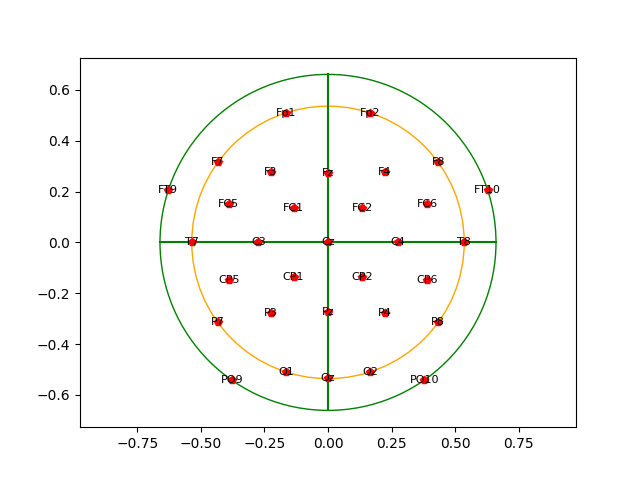 0.6
Fp1 Fp2
0.4
F7 F8
F3 Fz F4
0.2
FT9 FT10
FC5 FC6
FC1 FC2
0.0
T7 C3 Cz C4 T8
CP5 CP1 CP2 CP6
−0.2
P3 Pz P4
P7 P8
−0.4
O1 Oz O2
PO9 PO10
−0.6
−0.75 −0.50 −0.25 0.00 0.25 0.50 0.75